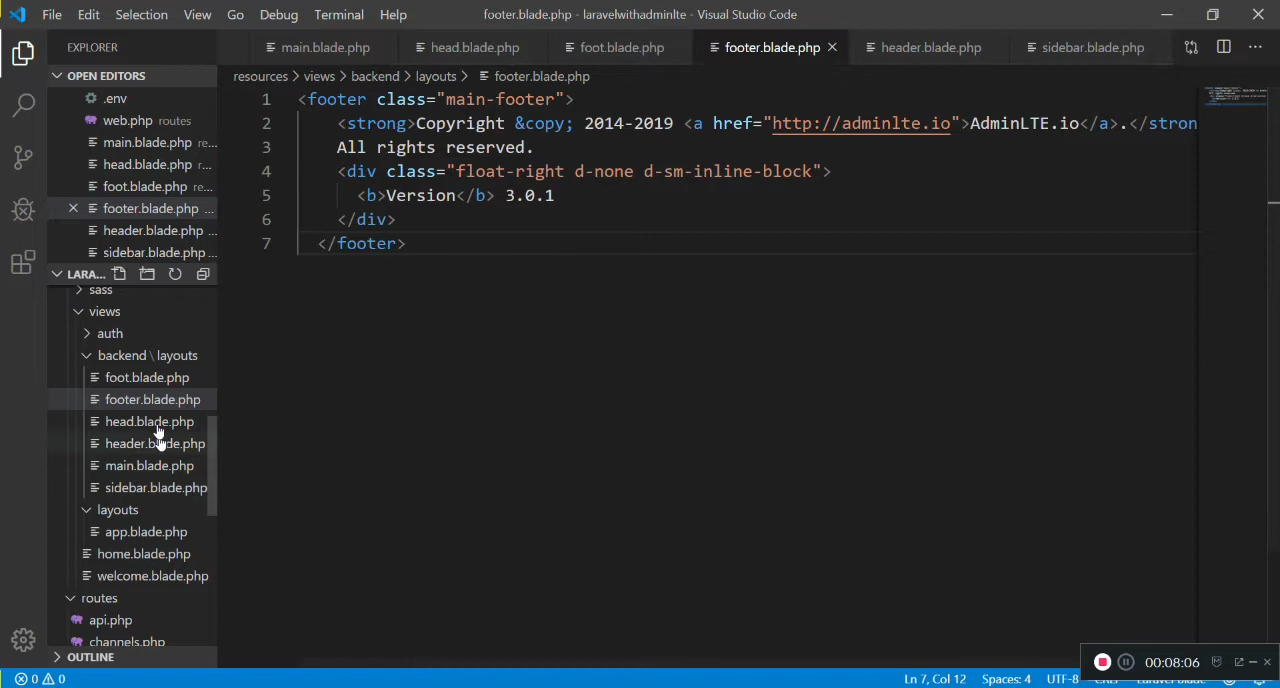 File Edit Selection View Go Debug Terminal Help footer.blade.php - laravelwithadminlte - Visual Studio Code
EXPLORER
main.blade.php head.blade.php foot.blade.php footer.blade.php header.blade.php sidebar.blade.php
OPEN EDITORS
.env
web.php routes
main.blade.php re...
head.blade.php r...
foot.blade.php re...
footer.blade.php ...
header.blade.php ...
sidebar.blade.php ...
LARA...
sass
views
auth
backend \ layouts
foot.blade.php
footer.blade.php
head.blade.php
header.blade.php
main.blade.php
sidebar.blade.php
layouts
app.blade.php
home.blade.php
welcome.blade.php
routes
api.php
channels.php
OUTLINE
resources > views > backend > layouts > footer.blade.php
1 <footer class="main-footer">
2 <strong>Copyright &copy; 2014-2019 <a href="http://adminlte.io">AdminLTE.io</a>.</stron
3 All rights reserved.
4 <div class="float-right d-none d-sm-inline-block">
5 <b>Version</b> 3.0.1
6 </div>
7 </footer>
00:08:06
0 0 Ln 7, Col 12 Spaces: 4 UTF-8